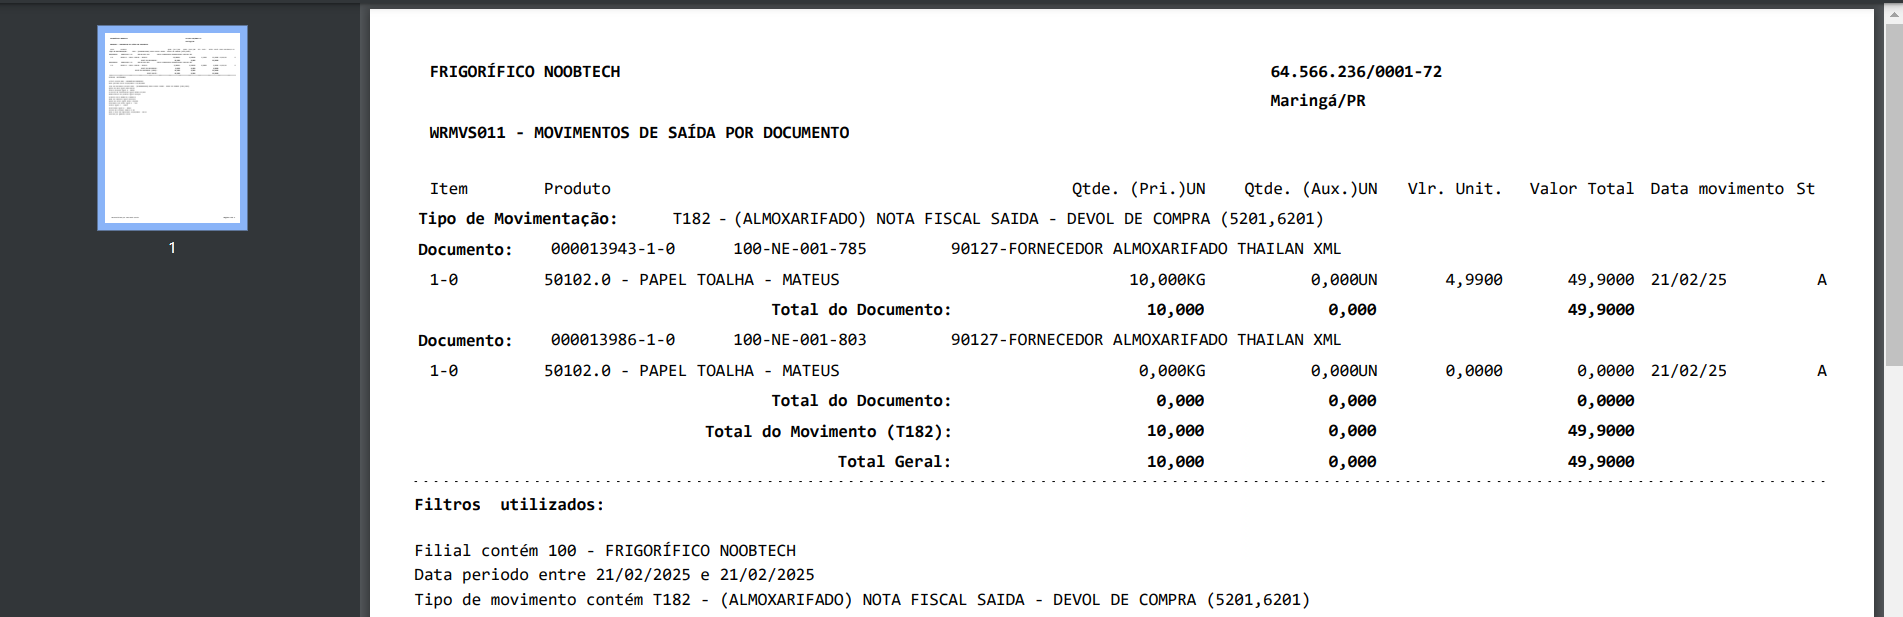 FRIGORÍFICO NOOBTECH 64.566.236/0001-72
Maringá/PR
WRMVS011 - MOVIMENTOS DE SAÍDA POR DOCUMENTO
Item Produto Qtde. (Pri.)UN Qtde. (Aux.)UN Vlr. Unit. Valor Total Data movimento St
Tipo de Movimentação: T182 - (ALMOXARIFADO) NOTA FISCAL SAIDA - DEVOL DE COMPRA (5201,6201)
Documento: 000013943-1-0 100-NE-001-785 90127-FORNECEDOR ALMOXARIFADO THAILAN XML
1-0 50102.0 - PAPEL TOALHA - MATEUS 10,000KG 0,000UN 4,9900 49,9000 21/02/25 A
Total do Documento: 10,000 0,000 49,9000
Documento: 000013986-1-0 100-NE-001-803 90127-FORNECEDOR ALMOXARIFADO THAILAN XML
1-0 50102.0 - PAPEL TOALHA - MATEUS 0,000KG 0,000UN 0,0000 0,0000 21/02/25 A
Total do Documento: 0,000 0,000 0,0000
Total do Movimento (T182): 10,000 0,000 49,9000
Total Geral: 10,000 0,000 49,9000
Filtros utilizados:
Filial contém 100 - FRIGORÍFICO NOOBTECH
Data periodo entre 21/02/2025 e 21/02/2025
Tipo de movimento contém T182 - (ALMOXARIFADO) NOTA FISCAL SAIDA - DEVOL DE COMPRA (5201,6201)
1